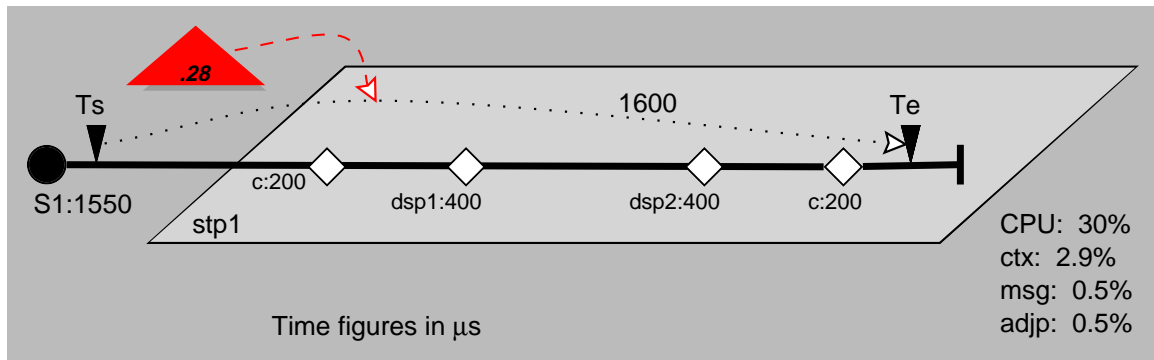 .28
Ts
1600
Te
c:200
S1:1550
dsp1:400
dsp2:400
c:200
stp1
CPU: 30%
ctx: 2.9%
msg: 0.5%
adjp: 0.5%
Time figures in μs